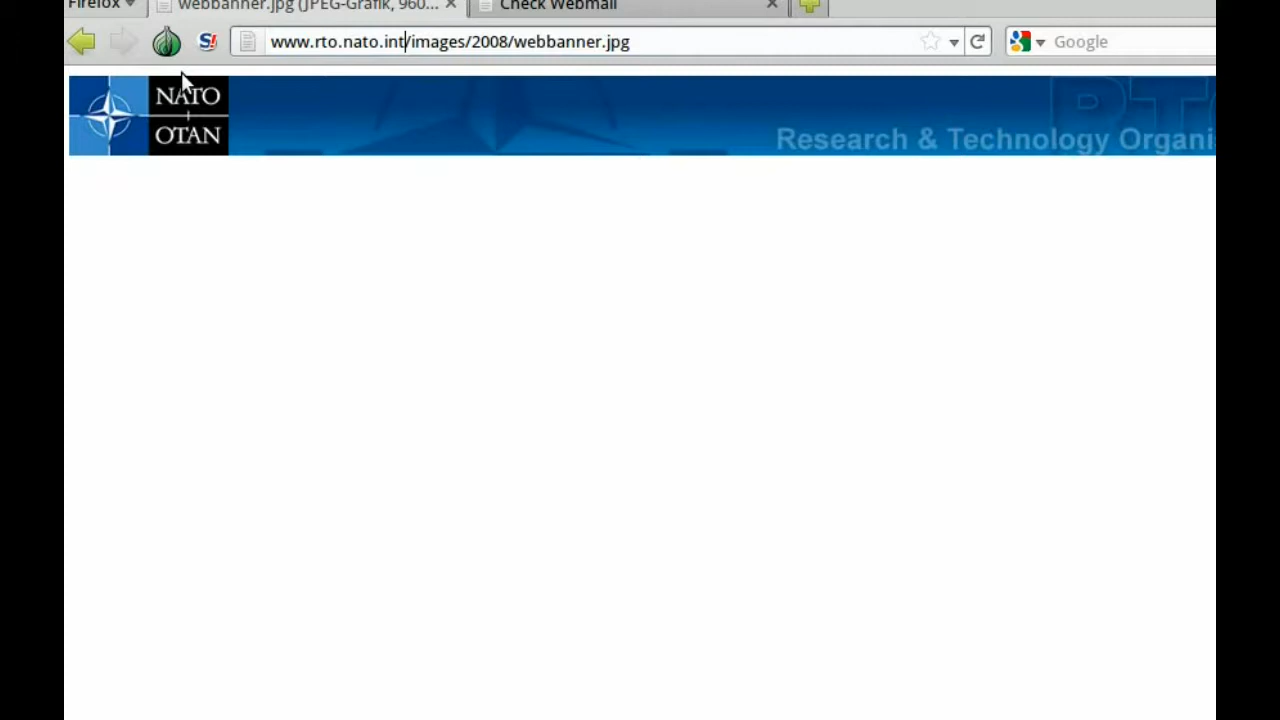 Firefox
webbanner.jpg (JPEG-Grafik, 960...
Check Webmail
www.rto.nato.int/images/2008/webbanner.jpg
Google
NATO
OTAN
RT
Research & Technology Organi